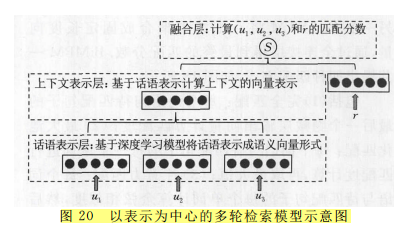 融合层：计算(u₁, u₂, u₃)和r的匹配分数
S
上下文表示层：基于话语表示计算上下文的向量表示
r
话语表示层：基于深度学习模型将话语表示成语义向量形式
u₁ u₂ u₃
图 20 以表示为中心的多轮检索模型示意图